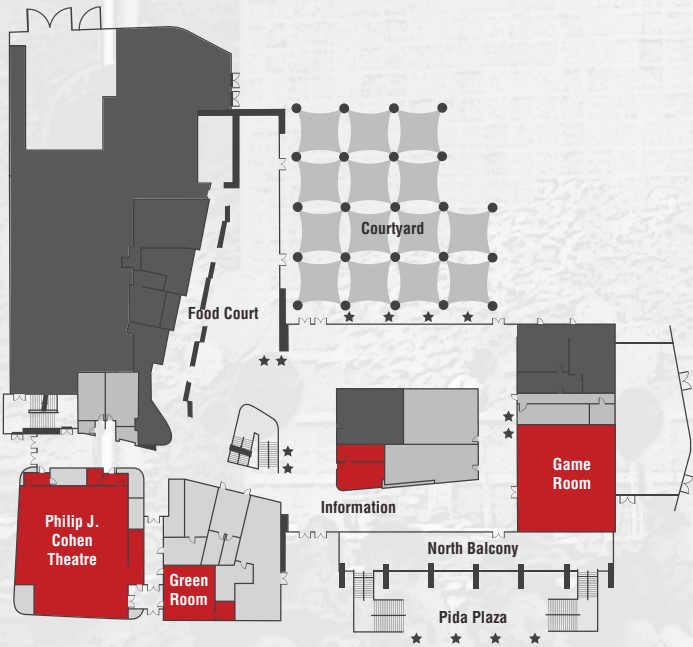 Courtyard
Food Court
Game
Room
Information
Philip J.
Cohen
Theatre
North Balcony
Green
Room
Pida Plaza